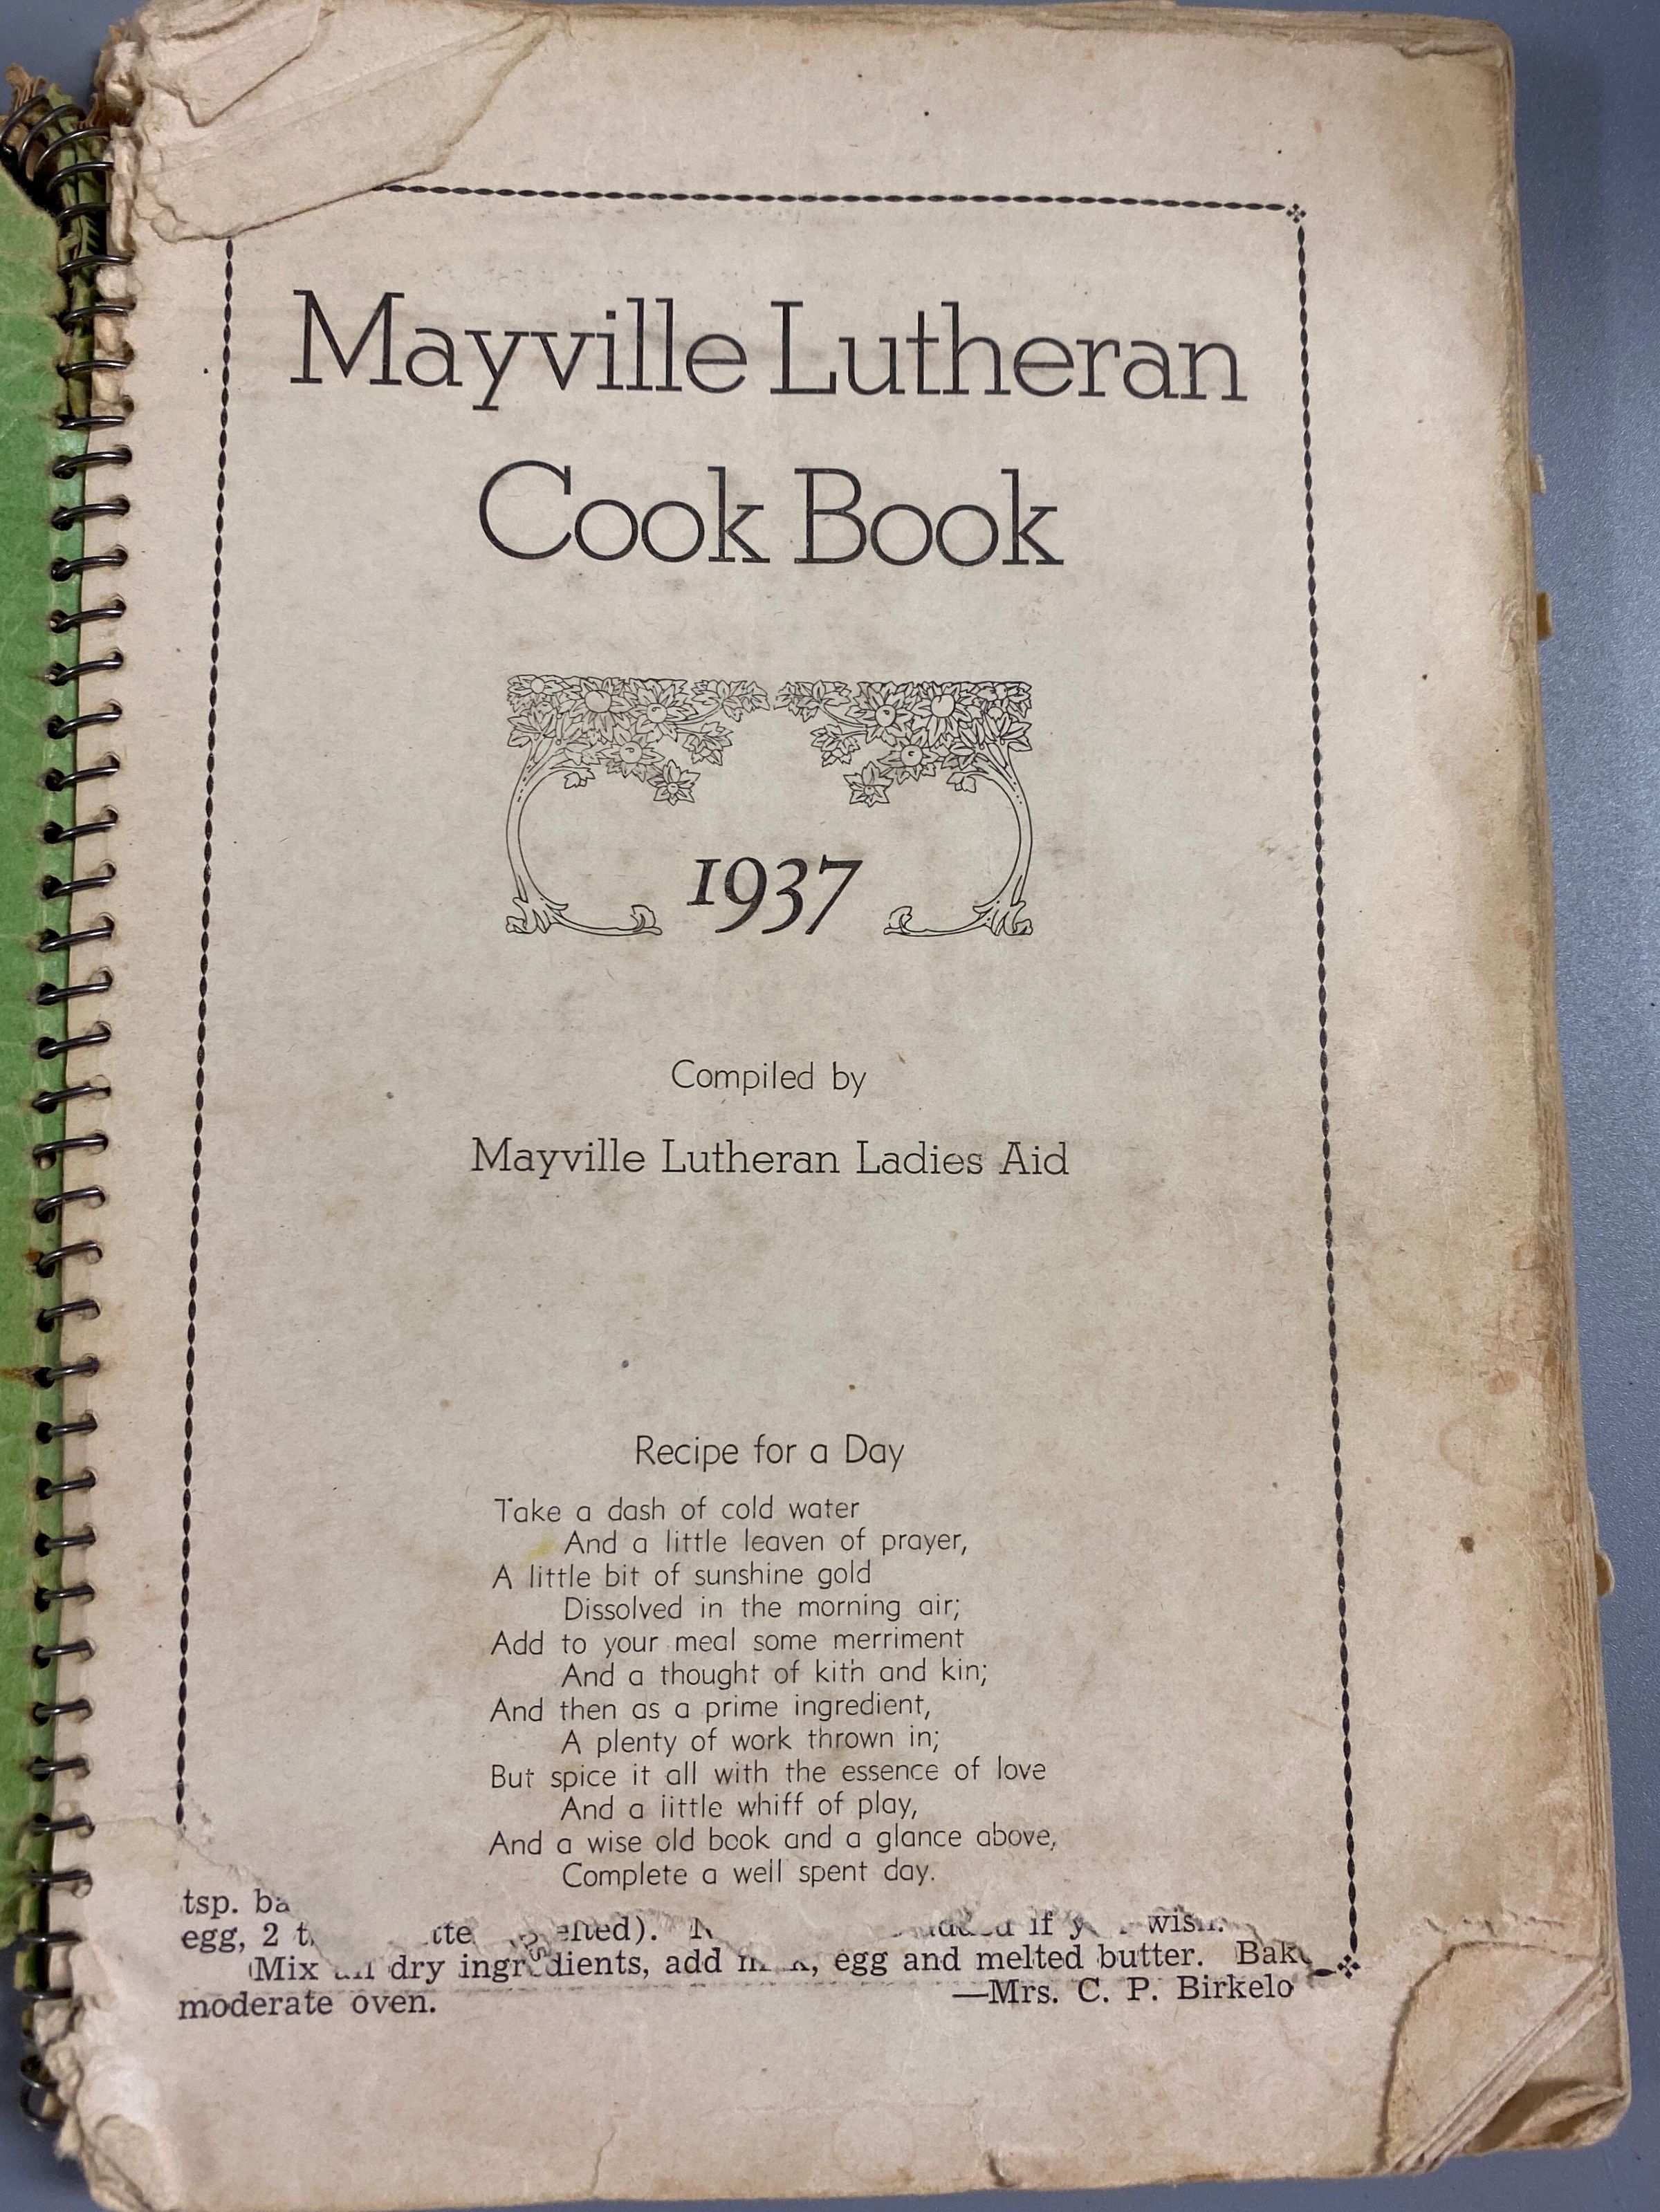 Mayville Lutheran
Cook Book
1937
Compiled by
Mayville Lutheran Ladies Aid
Recipe for a Day
Take a dash of cold water
And a little leaven of prayer,
A little bit of sunshine gold
Dissolved in the morning air;
Add to your meal some merriment
And a thought of kith and kin;
And then as a prime ingredient,
A plenty of work thrown in;
But spice it all with the essence of love
And a little whiff of play,
And a wise old book and a glance above,
Complete a well spent day.
tsp.
egg, 2 if wish.
Mix dry ingredients, add egg and melted butter. Bake
moderate oven. —Mrs. C. P. Birkelo